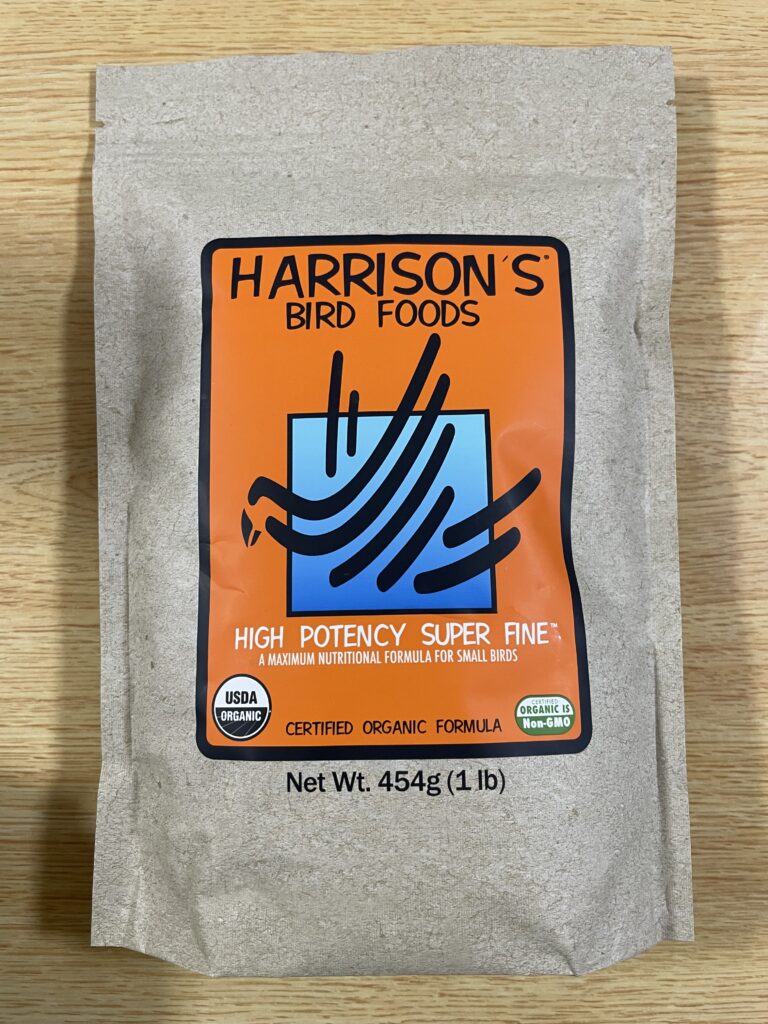 HARRISON'S®
BIRD FOODS
HIGH POTENCY SUPER FINE™
A MAXIMUM NUTRITIONAL FORMULA FOR SMALL BIRDS
USDA
ORGANIC
CERTIFIED ORGANIC FORMULA
CERTIFIED
ORGANIC IS
Non-GMO
Net Wt. 454g (1 lb)